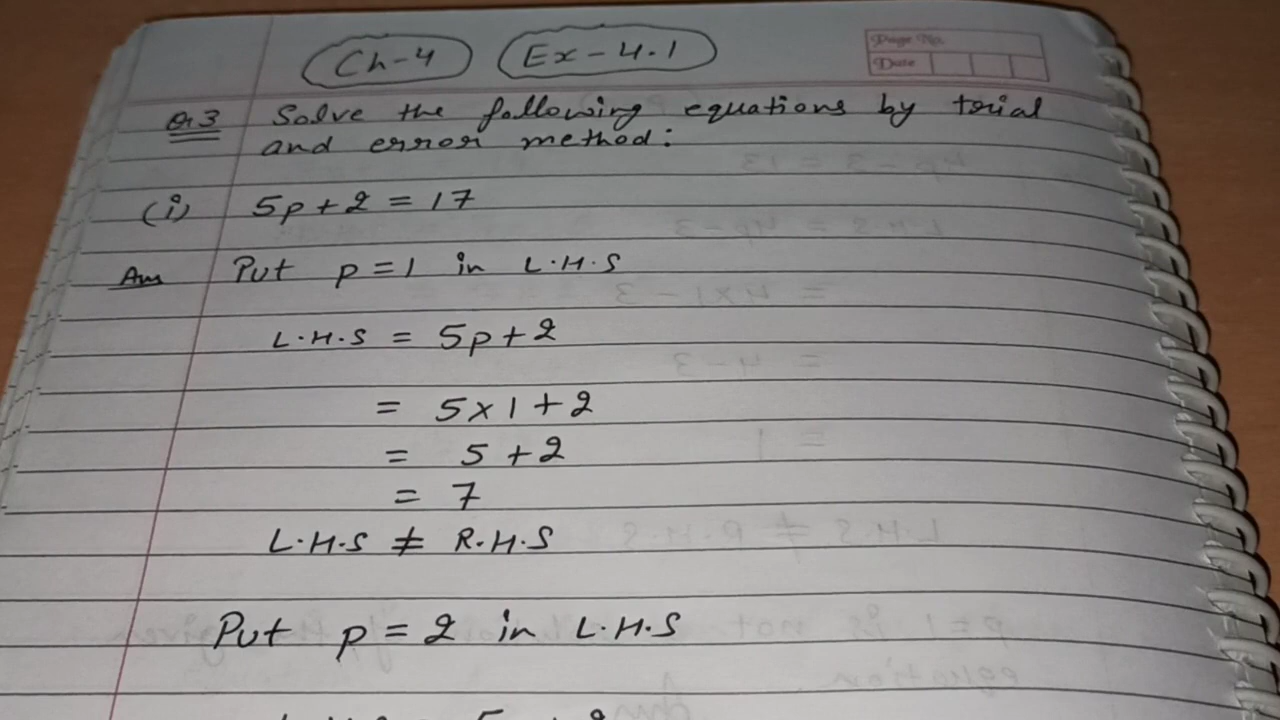 Ch-4 Ex-4.1
Page No.
Date
Q.3 Solve the following equations by trial
and error method:
(i) 5p+2=17
Ans Put p=1 in L.H.S
L.H.S = 5p+2
= 5×1+2
= 5+2
= 7
L.H.S ≠ R.H.S
Put p=2 in L.H.S